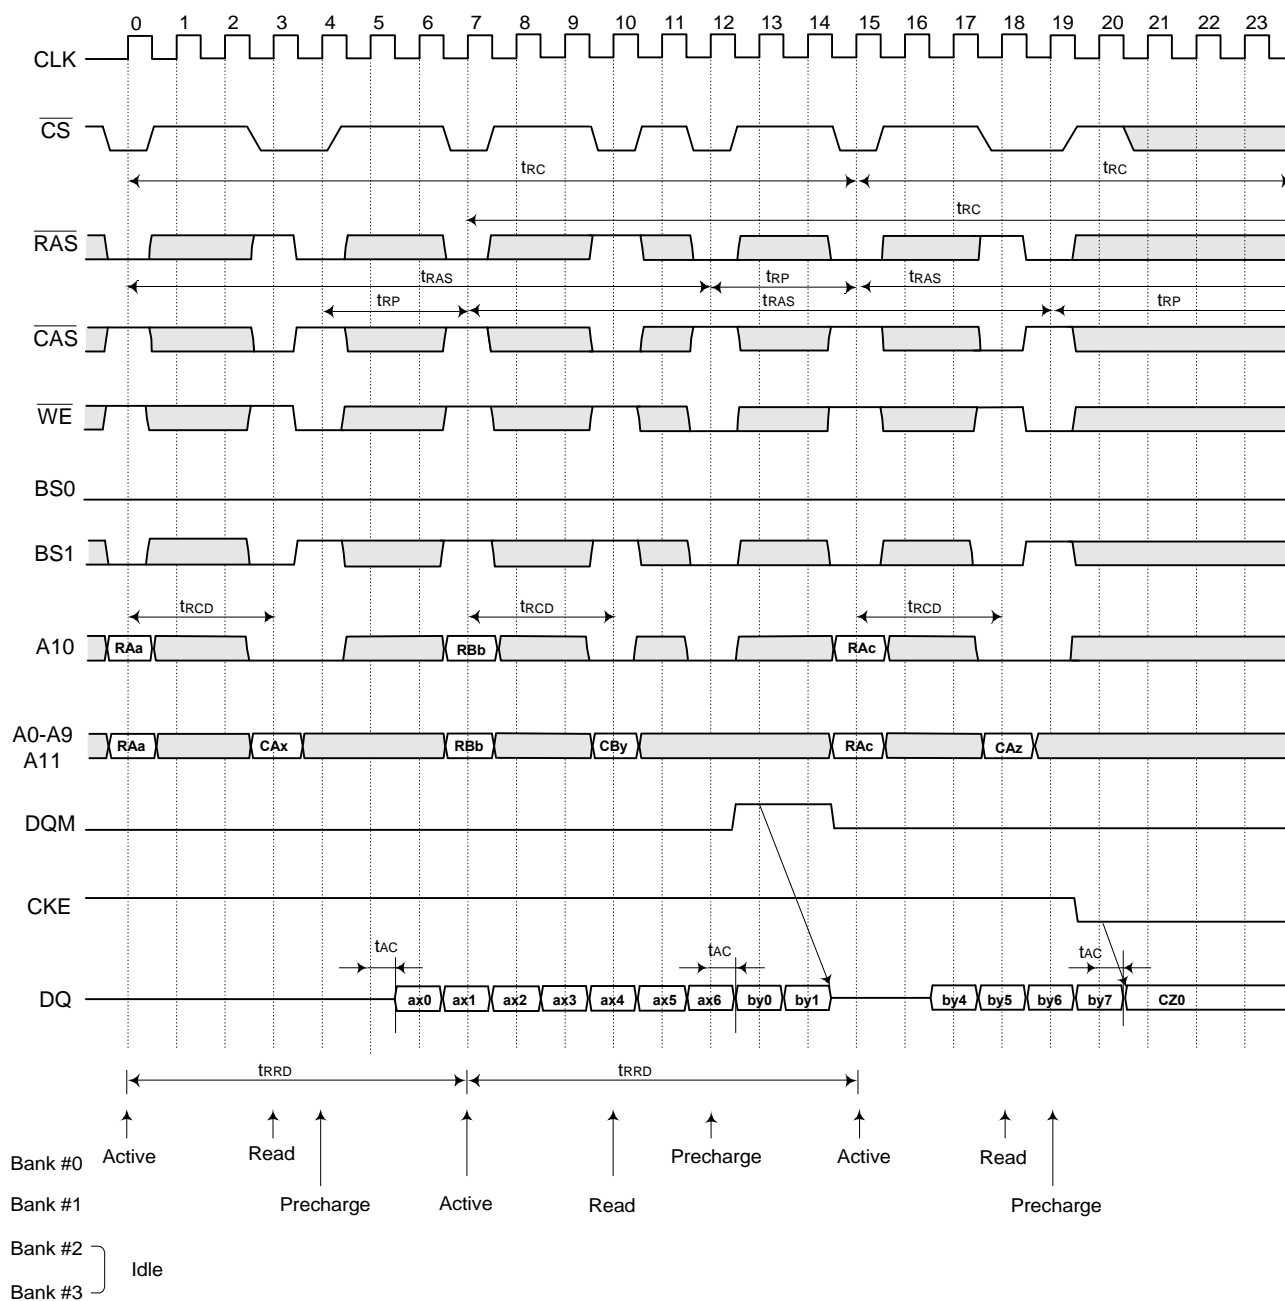 0 1 2 3 4 5 6 7 8 9 10 11 12 13 14 15 16 17 18 19 20 21 22 23
CLK
CS
tRC tRC
tRC
RAS
tRAS tRP tRAS
tRP tRAS tRP
CAS
WE
BS0
BS1
tRCD tRCD tRCD
A10 RAa RBb RAc
A0-A9
A11
RAa CAx RBb CBy RAc CAz
DQM
CKE
tAC tAC tAC
DQ ax0 ax1 ax2 ax3 ax4 ax5 ax6 by0 by1 by4 by5 by6 by7 CZ0
tRRD tRRD
Bank #0 Active Read Precharge Active Read
Bank #1 Precharge Active Read Precharge
Bank #2
Idle
Bank #3